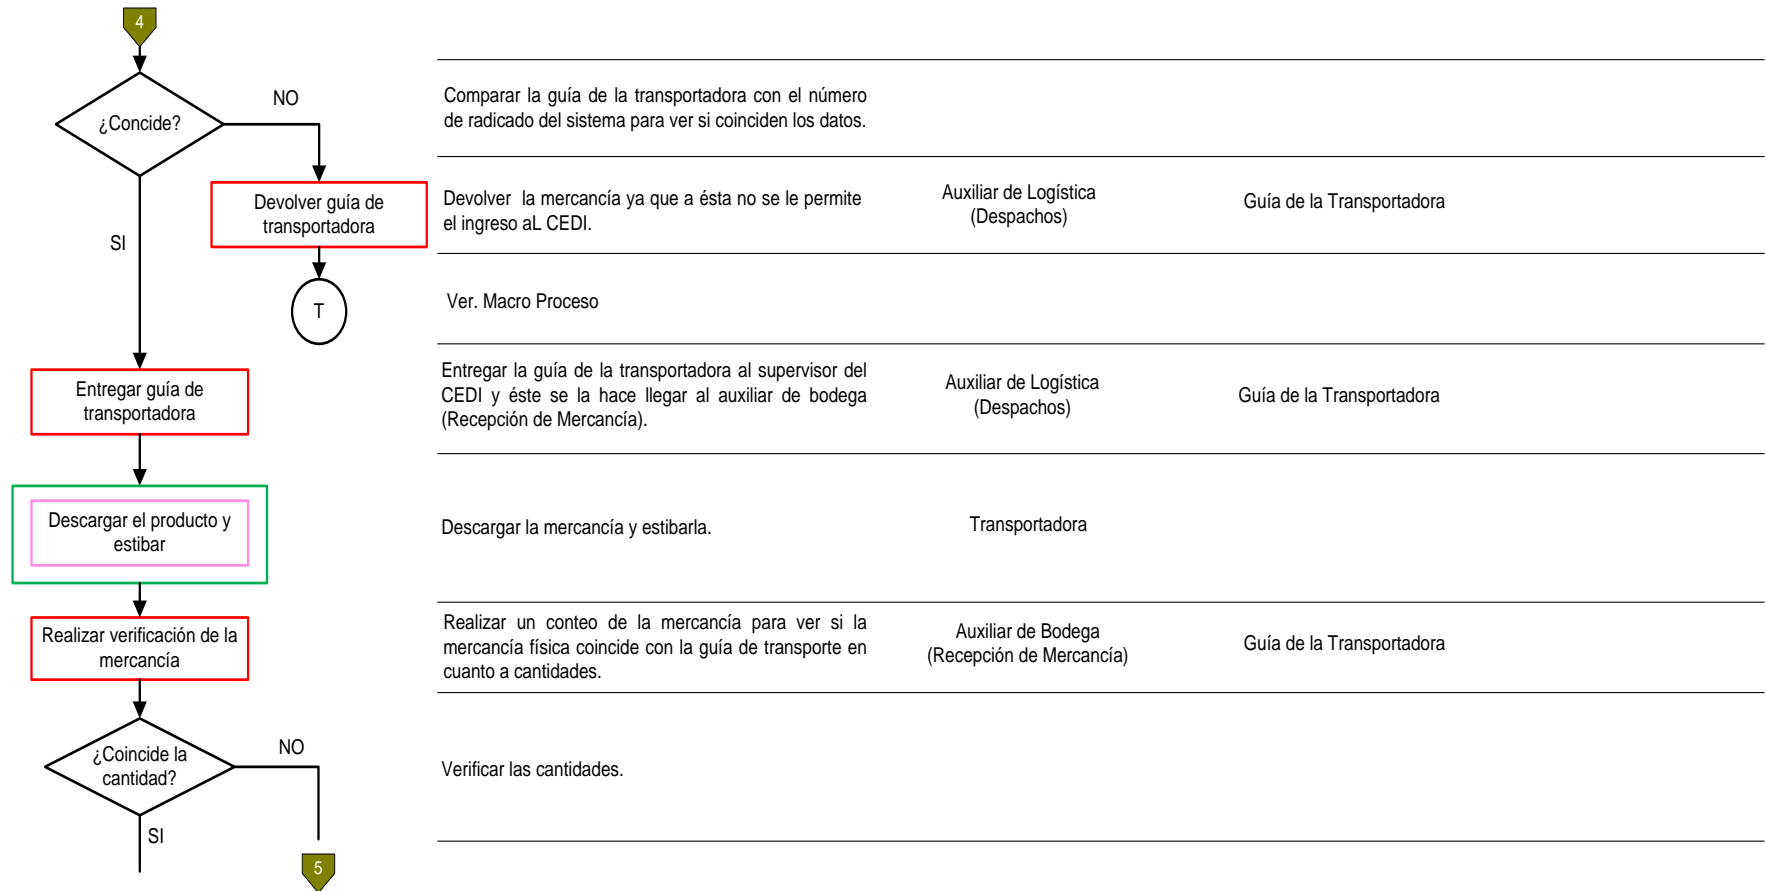 4
¿Concide?
NO
Comparar la guía de la transportadora con el número
de radicado del sistema para ver si coinciden los datos.
SI
Devolver guía de
transportadora
Devolver la mercancía ya que a ésta no se le permite
el ingreso aL CEDI.
Auxiliar de Logística
(Despachos)
Guía de la Transportadora
T
Ver. Macro Proceso
Entregar guía de
transportadora
Entregar la guía de la transportadora al supervisor del
CEDI y éste se la hace llegar al auxiliar de bodega
(Recepción de Mercancía).
Auxiliar de Logística
(Despachos)
Guía de la Transportadora
Descargar el producto y
estibar
Descargar la mercancía y estibarla.
Transportadora
Realizar verificación de la
mercancía
Realizar un conteo de la mercancía para ver si la
mercancía física coincide con la guía de transporte en
cuanto a cantidades.
Auxiliar de Bodega
(Recepción de Mercancía)
Guía de la Transportadora
¿Coincide la
cantidad?
NO
Verificar las cantidades.
SI
5